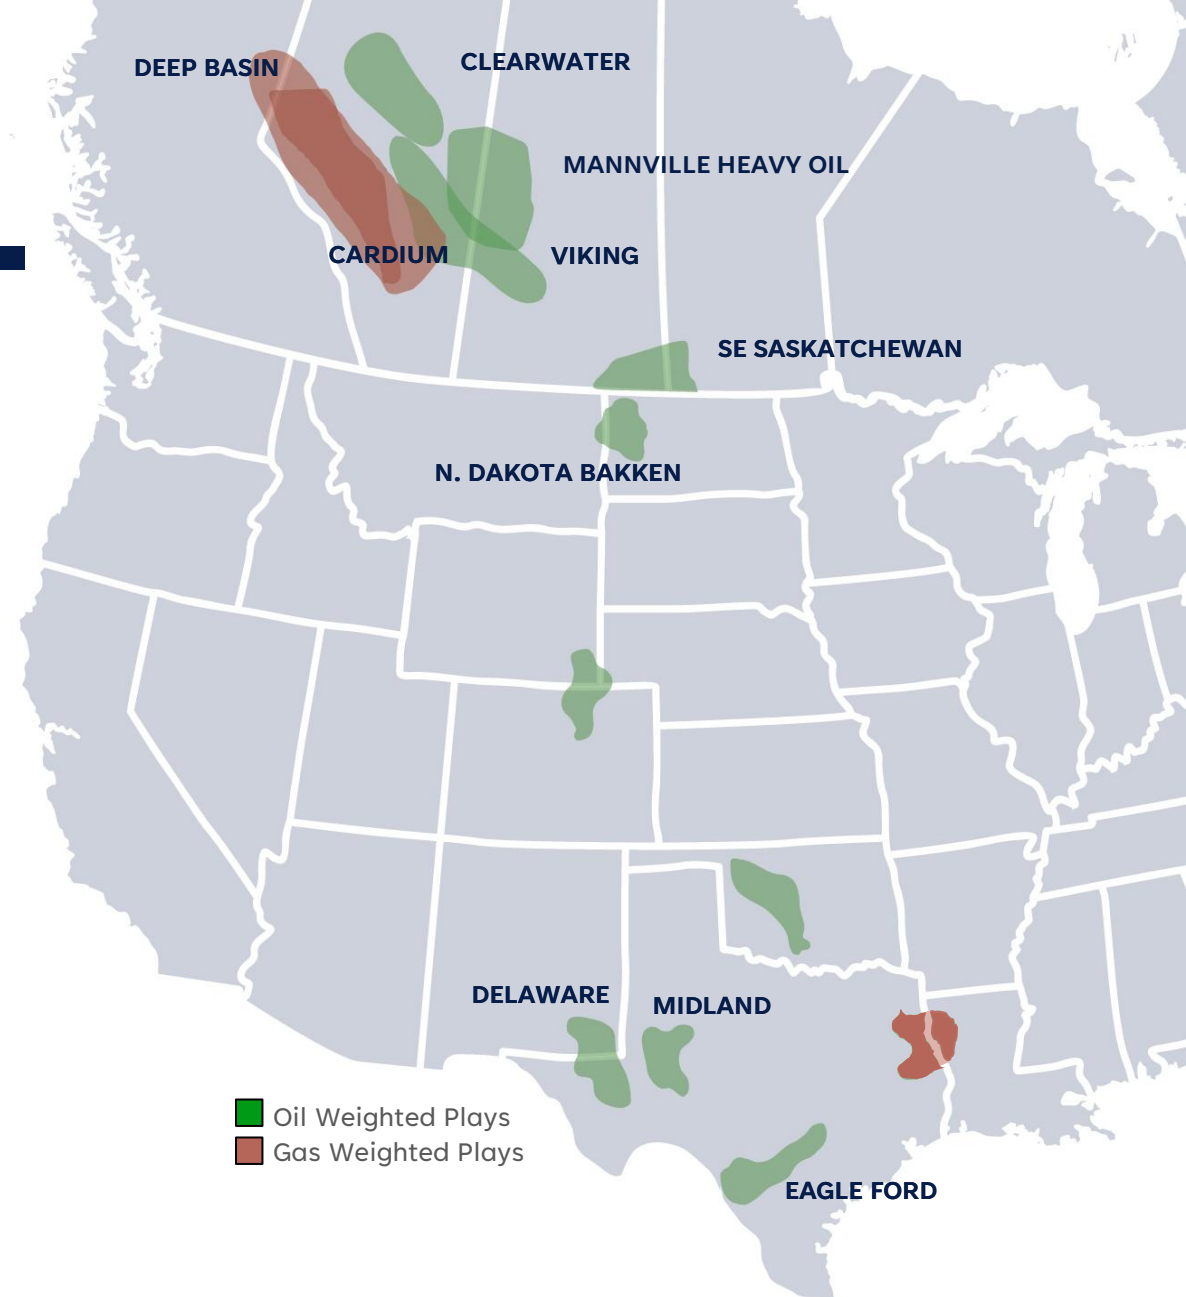 DEEP BASIN
CLEARWATER
MANNVILLE HEAVY OIL
CARDIUM
VIKING
SE SASKATCHEWAN
N. DAKOTA BAKKEN
DELAWARE
MIDLAND
Oil Weighted Plays
Gas Weighted Plays
EAGLE FORD